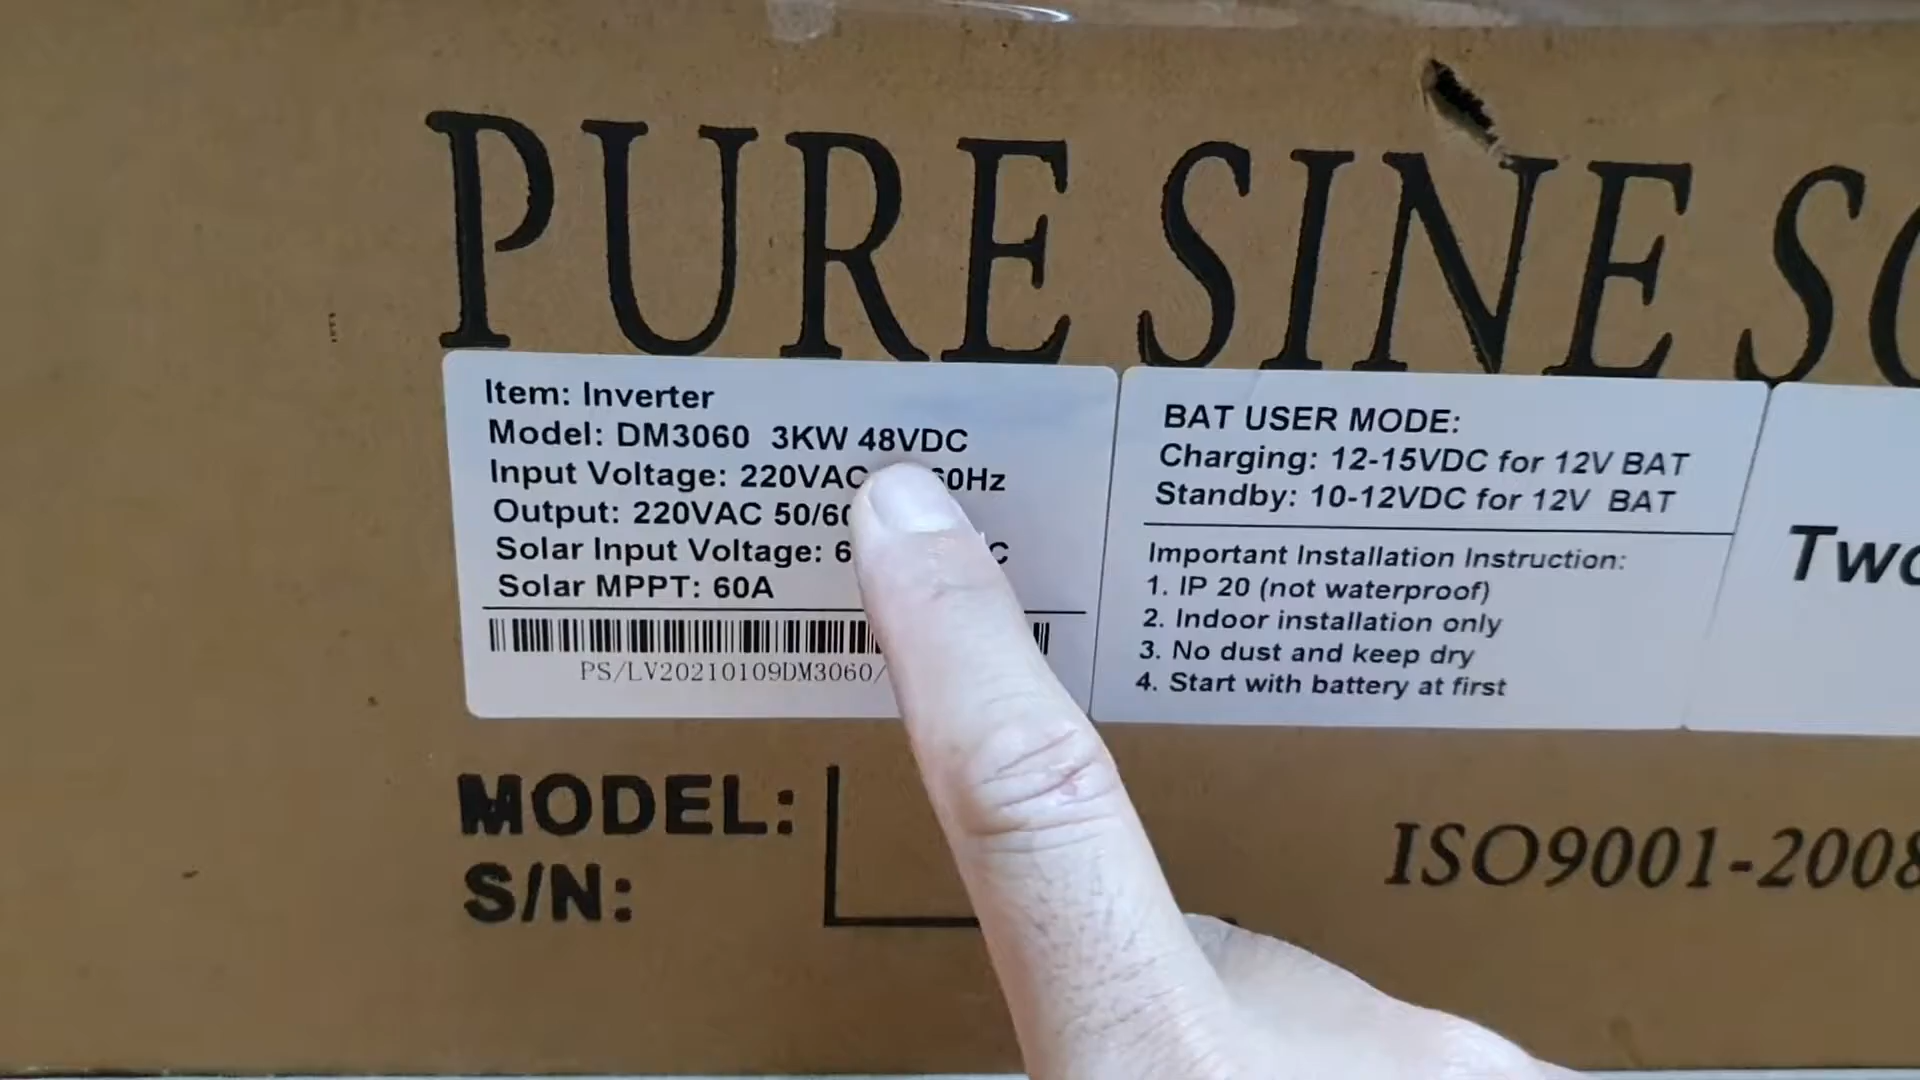 PURE SINE
Item: Inverter
Model: DM3060 3KW 48VDC
Input Voltage: 220VAC 60Hz
Output: 220VAC 50/60
Solar Input Voltage: 6
Solar MPPT: 60A
PS/LV20210109DM3060/
BAT USER MODE:
Charging: 12-15VDC for 12V BAT
Standby: 10-12VDC for 12V BAT
Important Installation Instruction:
1. IP 20 (not waterproof)
2. Indoor installation only
3. No dust and keep dry
4. Start with battery at first
MODEL:
S/N:
ISO9001-2008